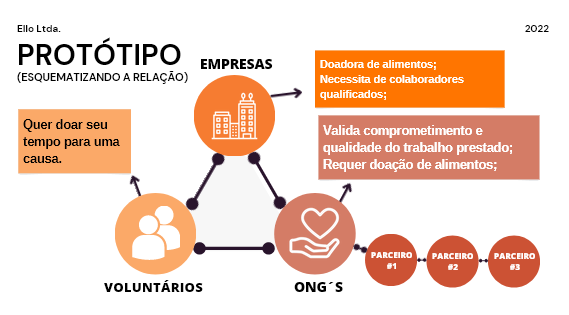 Ello Ltda.
2022
PROTÓTIPO
(ESQUEMATIZANDO A RELAÇÃO)
EMPRESAS
Doadora de alimentos;
Necessita de colaboradores
qualificados;
Quer doar seu
tempo para uma
causa.
Valida comprometimento e
qualidade do trabalho prestado;
Requer doação de alimentos;
VOLUNTÁRIOS
ONG´S
PARCEIRO
#1
PARCEIRO
#2
PARCEIRO
#3